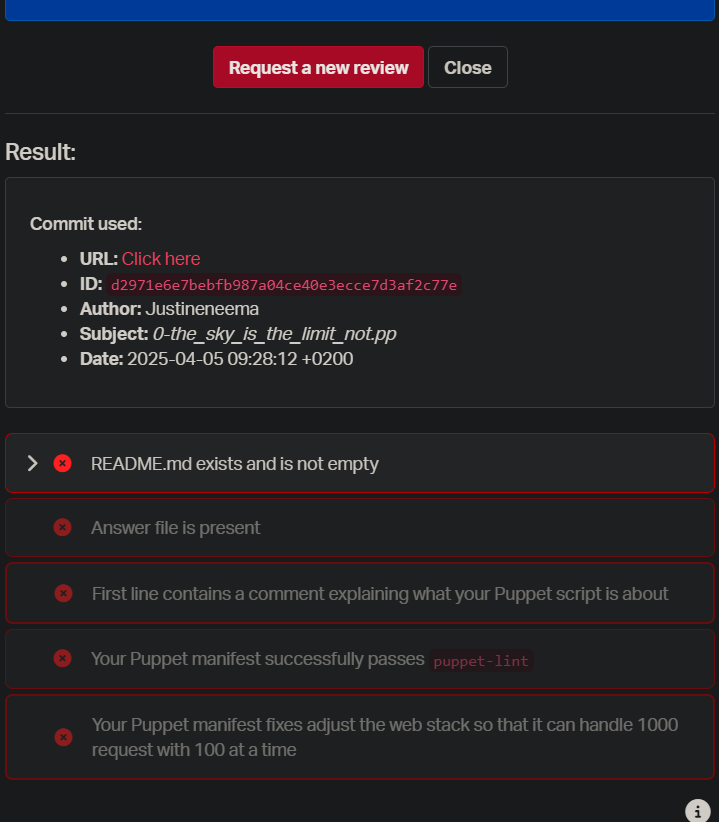 Request a new review Close
Result:
Commit used:
URL: Click here
ID: d2971e6e7bebfb987a04ce40e3ecce7d3af2c77e
Author: Justineneema
Subject: 0-the_sky_is_the_limit_not.pp
Date: 2025-04-05 09:28:12 +0200
README.md exists and is not empty
Answer file is present
First line contains a comment explaining what your Puppet script is about
Your Puppet manifest successfully passes puppet-lint
Your Puppet manifest fixes adjust the web stack so that it can handle 1000
request with 100 at a time